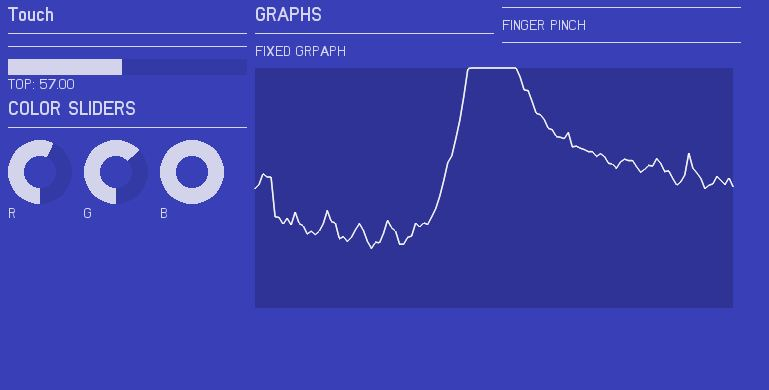 Touch
TOP: 57.00
COLOR SLIDERS
R
G
B
GRAPHS
FIXED GRPAPH
FINGER PINCH